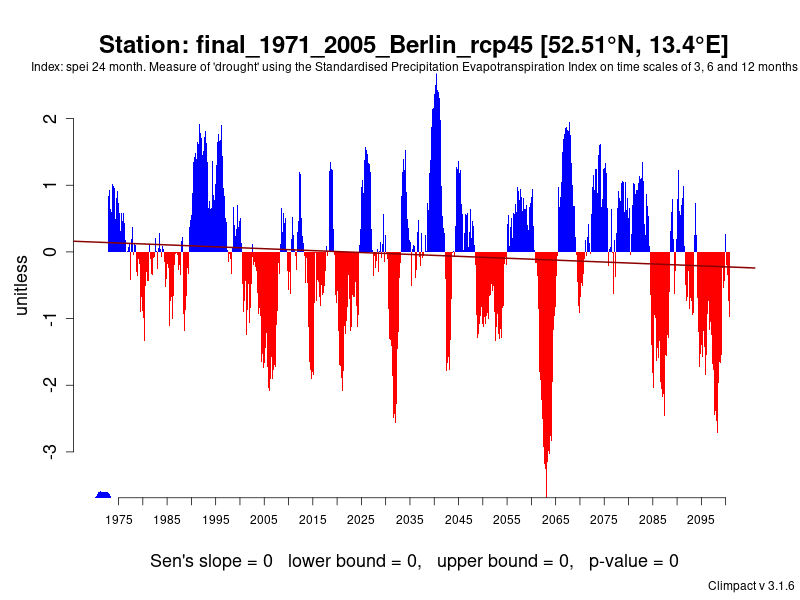 Station: final_1971_2005_Berlin_rcp45 [52.51°N, 13.4°E]
Index: spei 24 month. Measure of 'drought' using the Standardised Precipitation Evapotranspiration Index on time scales of 3, 6 and 12 months
2
1
0
-1
-2
-3
unitless
1975 1985 1995 2005 2015 2025 2035 2045 2055 2065 2075 2085 2095
Sen's slope = 0 lower bound = 0, upper bound = 0, p-value = 0
Climpact v 3.1.6